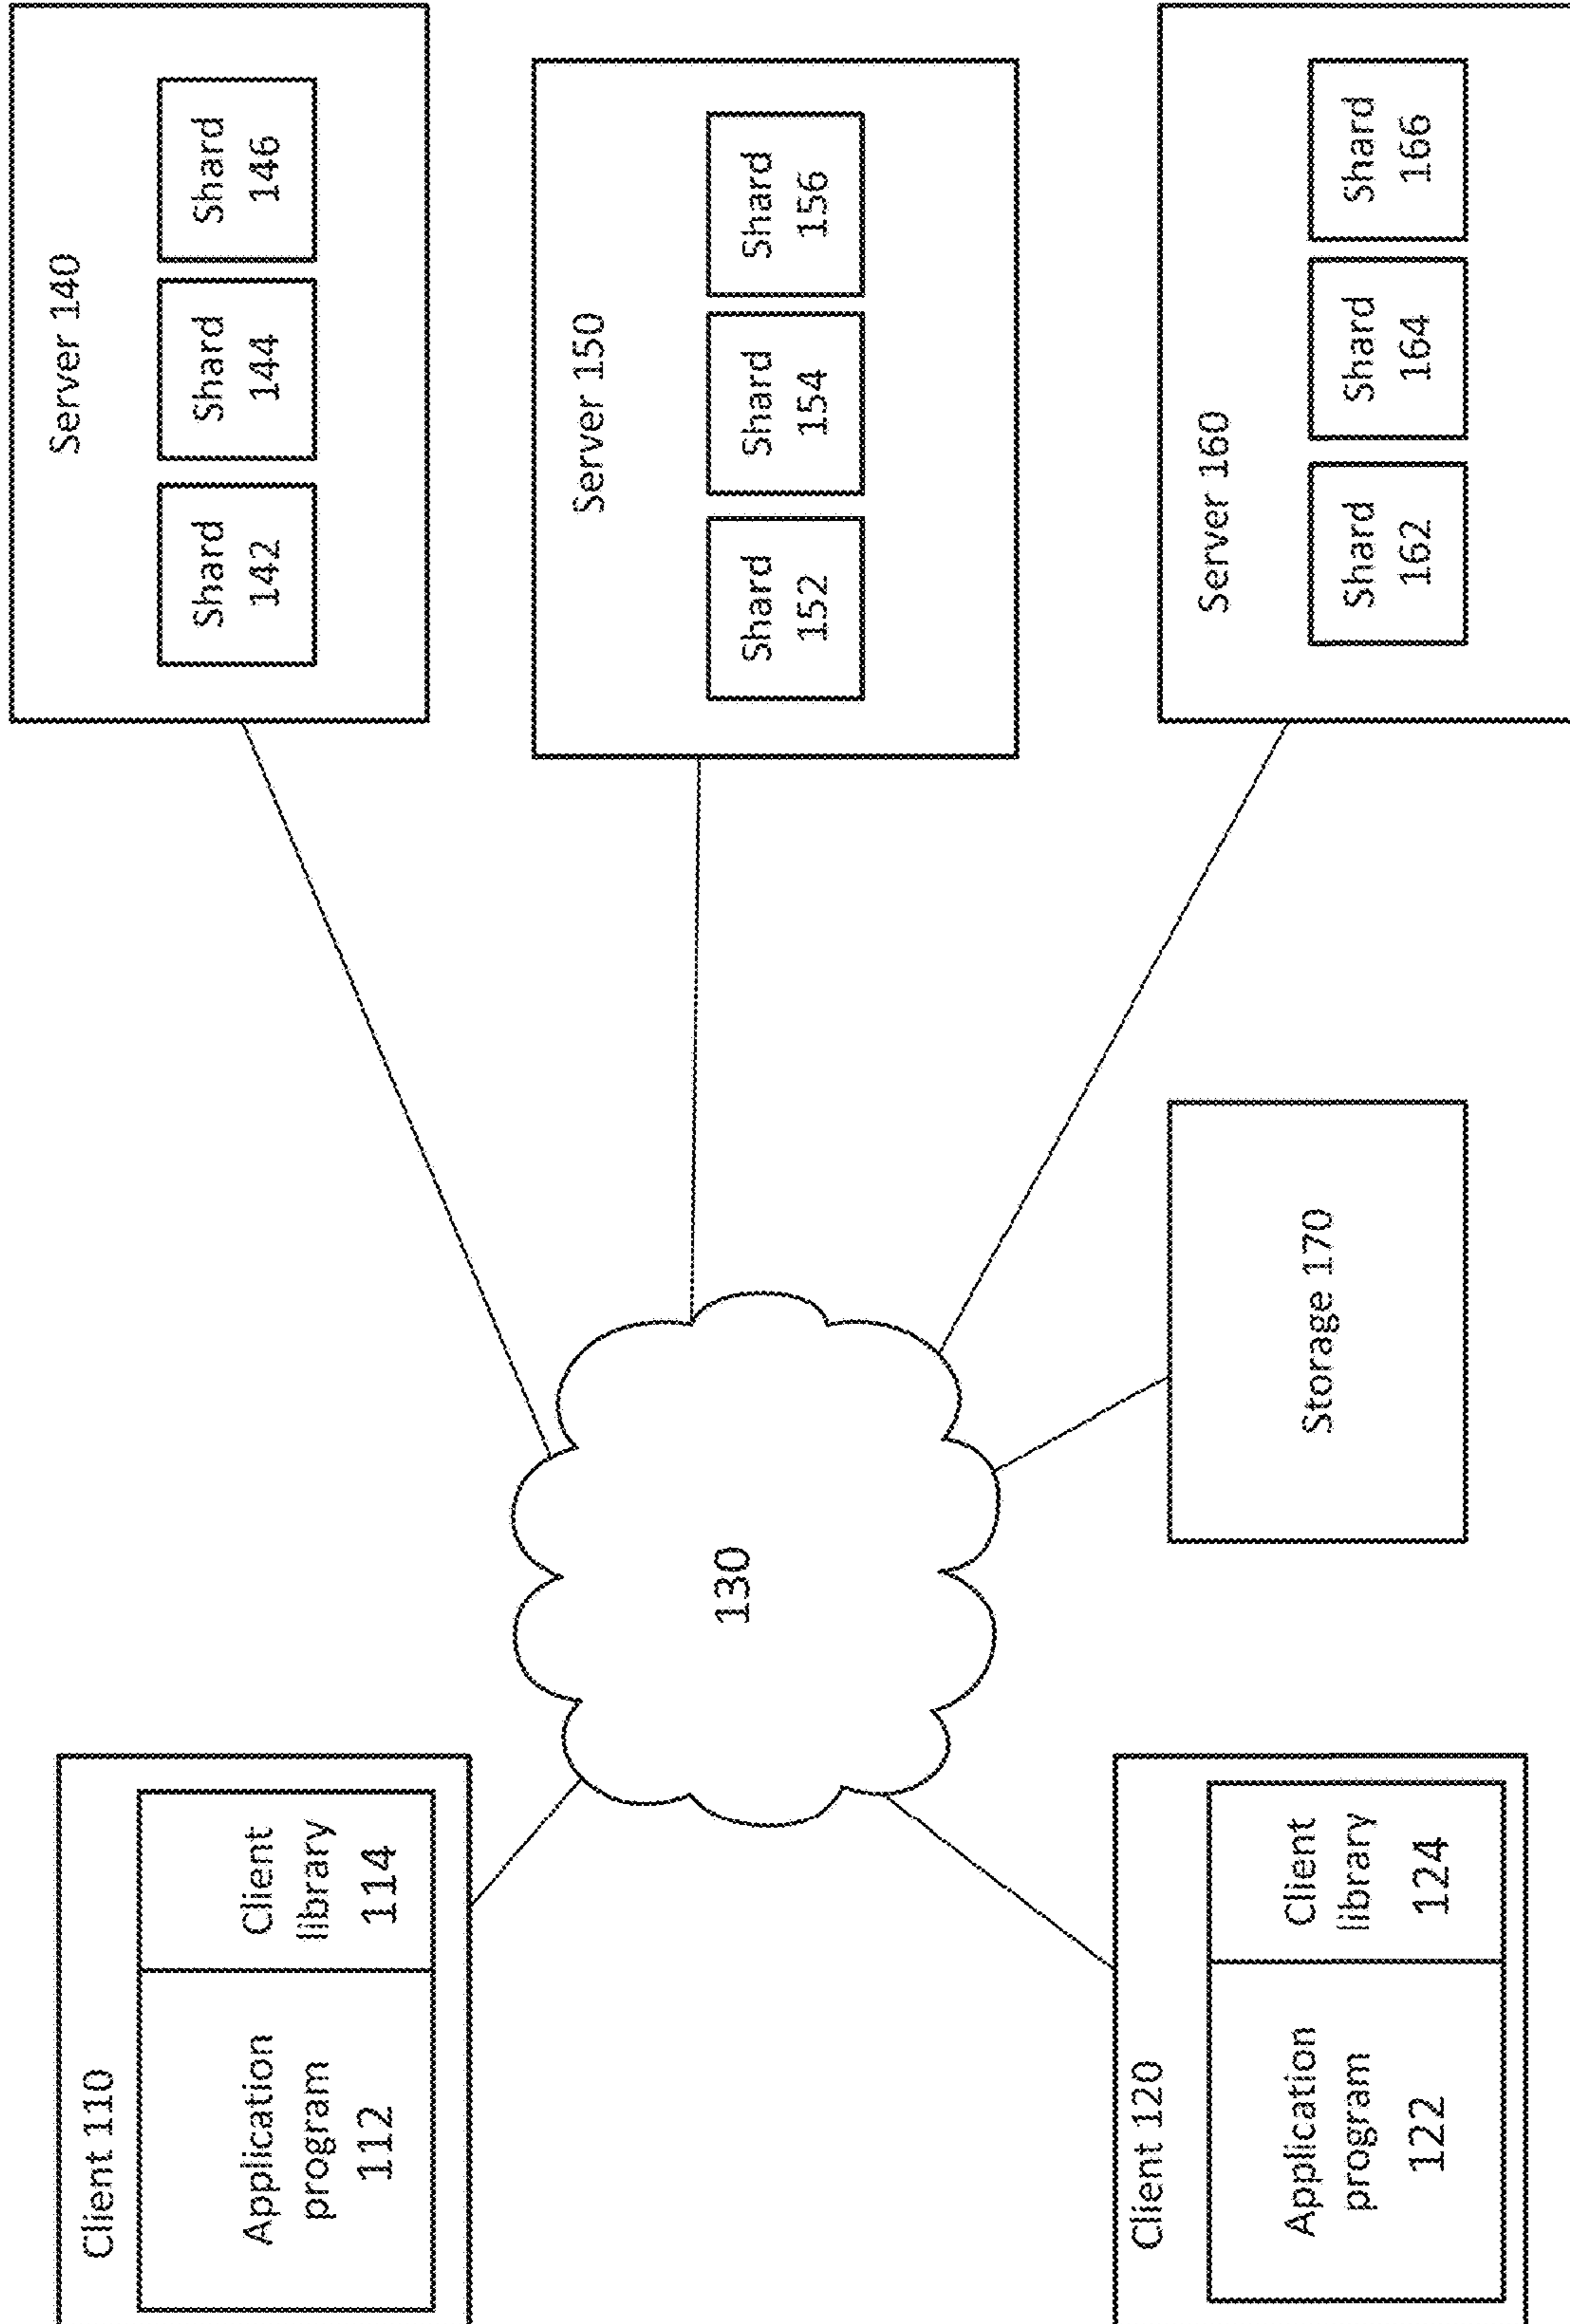 Client 110
Application
program
112
Client
library
114
Client 120
Application
program
122
Client
library
124
130
Storage 170
Server 140
Shard
142
Shard
144
Shard
146
Server 150
Shard
152
Shard
154
Shard
156
Server 160
Shard
162
Shard
164
Shard
166